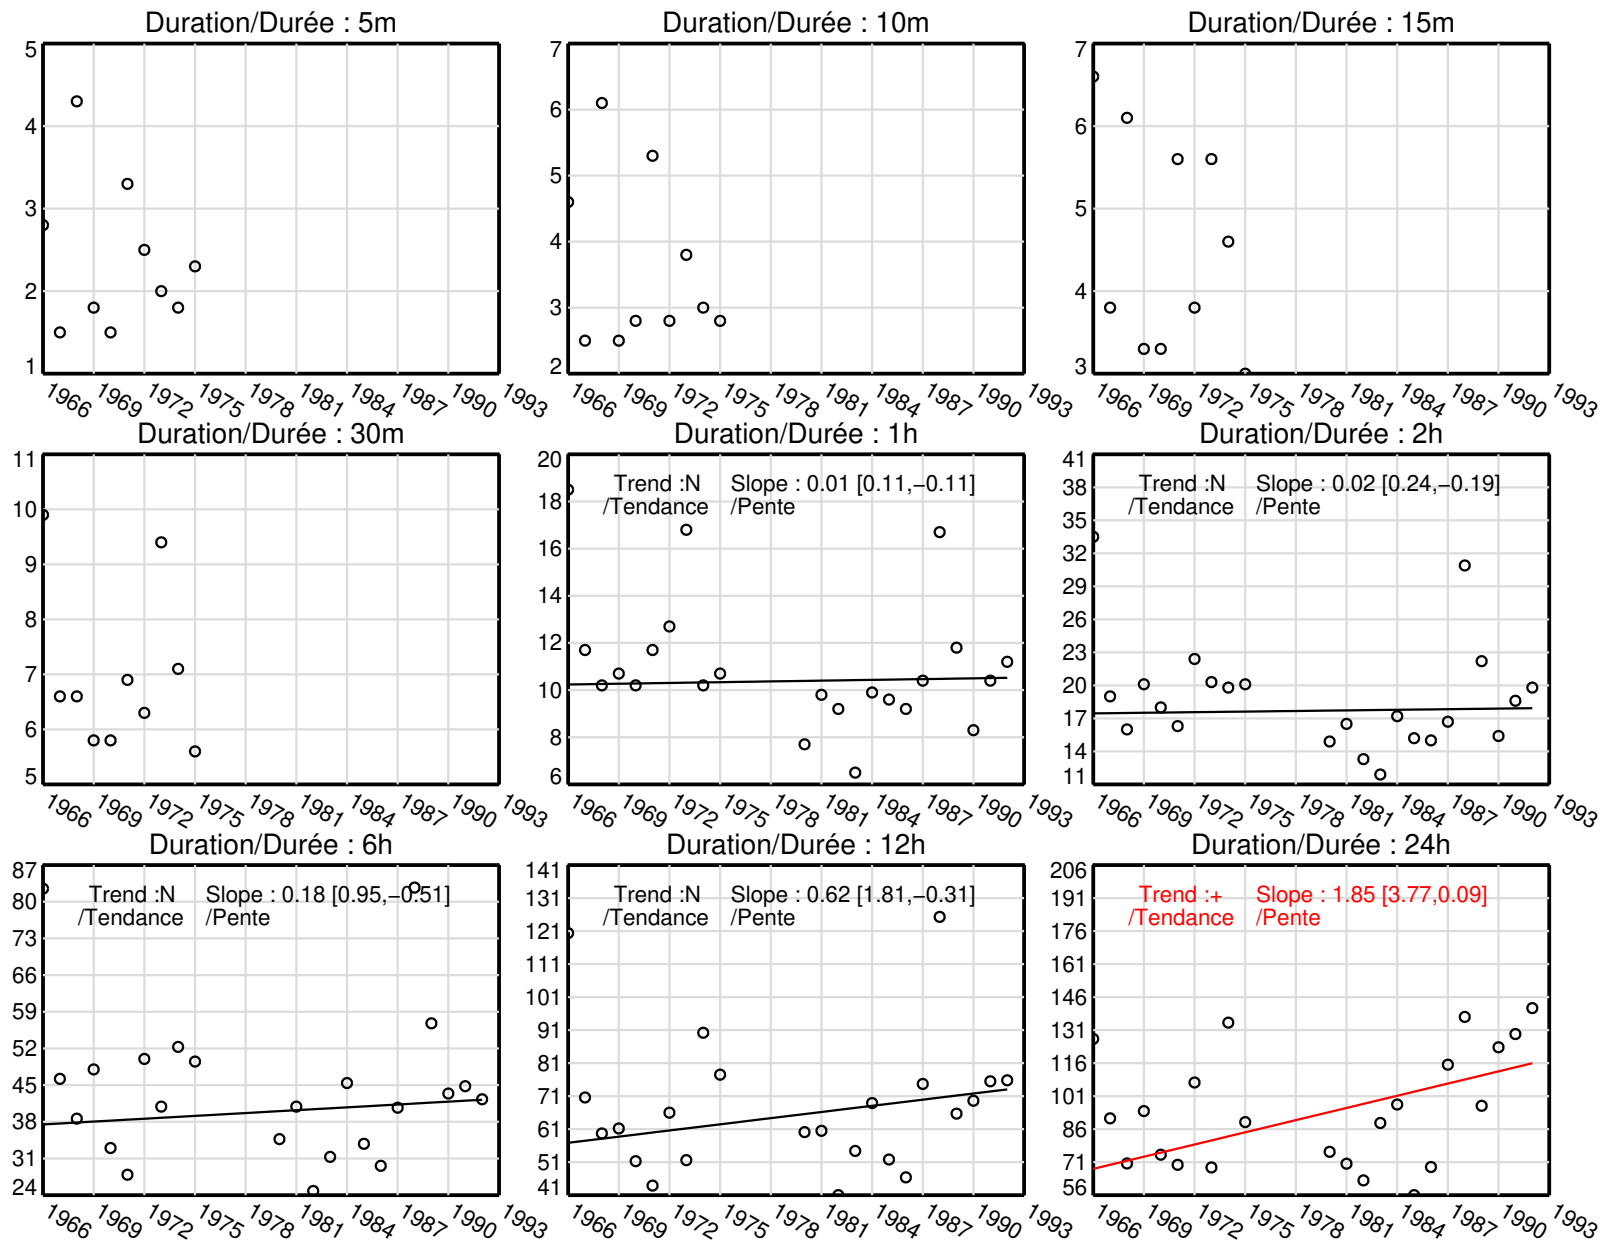 Duration/Durée : 5m
5
4
3
2
1
1966 1969 1972 1975 1978 1981 1984 1987 1990 1993
Duration/Durée : 10m
7
6
5
4
3
2
1966 1969 1972 1975 1978 1981 1984 1987 1990 1993
Duration/Durée : 15m
7
6
5
4
3
1966 1969 1972 1975 1978 1981 1984 1987 1990 1993
Duration/Durée : 30m
11
10
9
8
7
6
5
1966 1969 1972 1975 1978 1981 1984 1987 1990 1993
Duration/Durée : 1h
Trend :N Slope : 0.01 [0.11,−0.11]
/Tendance /Pente
20
18
16
14
12
10
8
6
1966 1969 1972 1975 1978 1981 1984 1987 1990 1993
Duration/Durée : 2h
Trend :N Slope : 0.02 [0.24,−0.19]
/Tendance /Pente
41
38
35
32
29
26
23
20
17
14
11
1966 1969 1972 1975 1978 1981 1984 1987 1990 1993
Duration/Durée : 6h
Trend :N Slope : 0.18 [0.95,−0.51]
/Tendance /Pente
87
80
73
66
59
52
45
38
31
24
1966 1969 1972 1975 1978 1981 1984 1987 1990 1993
Duration/Durée : 12h
Trend :N Slope : 0.62 [1.81,−0.31]
/Tendance /Pente
141
131
121
111
101
91
81
71
61
51
41
1966 1969 1972 1975 1978 1981 1984 1987 1990 1993
Duration/Durée : 24h
Trend :+ Slope : 1.85 [3.77,0.09]
/Tendance /Pente
206
191
176
161
146
131
116
101
86
71
56
1966 1969 1972 1975 1978 1981 1984 1987 1990 1993